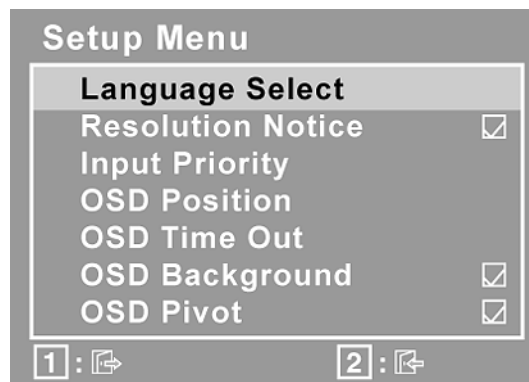 Setup Menu
Language Select
Resolution Notice
Input Priority
OSD Position
OSD Time Out
OSD Background
OSD Pivot
1 : 2 :